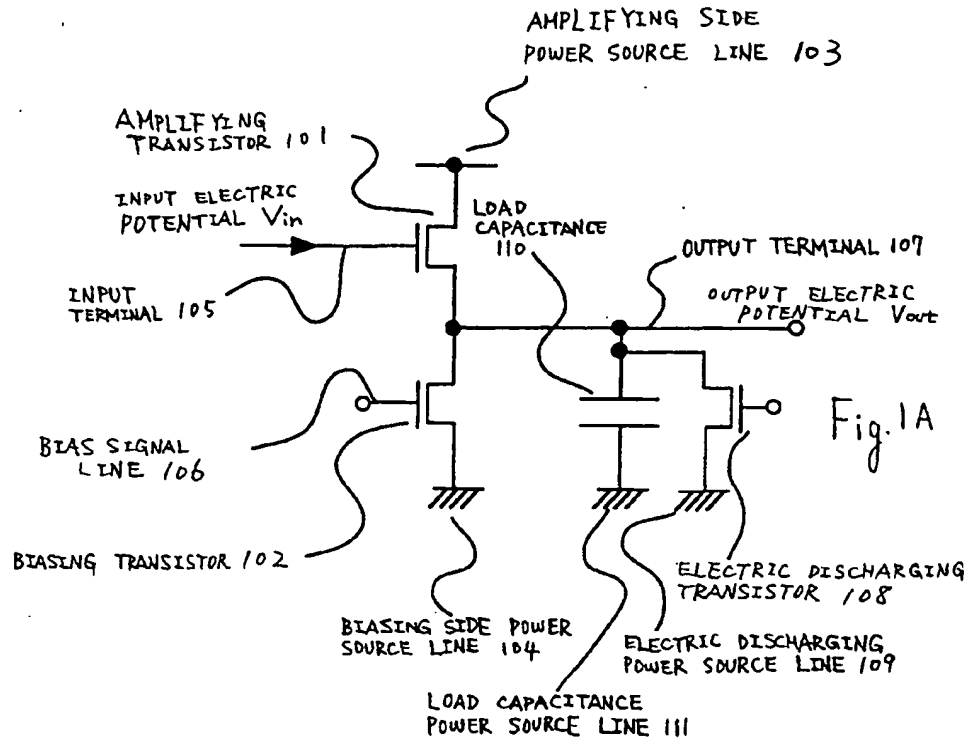 AMPLIFYING SIDE
POWER SOURCE LINE 103
AMPLIFYING
TRANSISTOR 101
INPUT ELECTRIC
POTENTIAL Vin
LOAD
CAPACITANCE
110
OUTPUT TERMINAL 107
INPUT
TERMINAL 105
OUTPUT ELECTRIC
POTENTIAL Vout
Fig.1A
BIAS SIGNAL
LINE 106
BIASING TRANSISTOR 102
ELECTRIC DISCHARGING
TRANSISTOR 108
BIASING SIDE POWER
SOURCE LINE 104
ELECTRIC DISCHARGING
POWER SOURCE LINE 109
LOAD CAPACITANCE
POWER SOURCE LINE 111